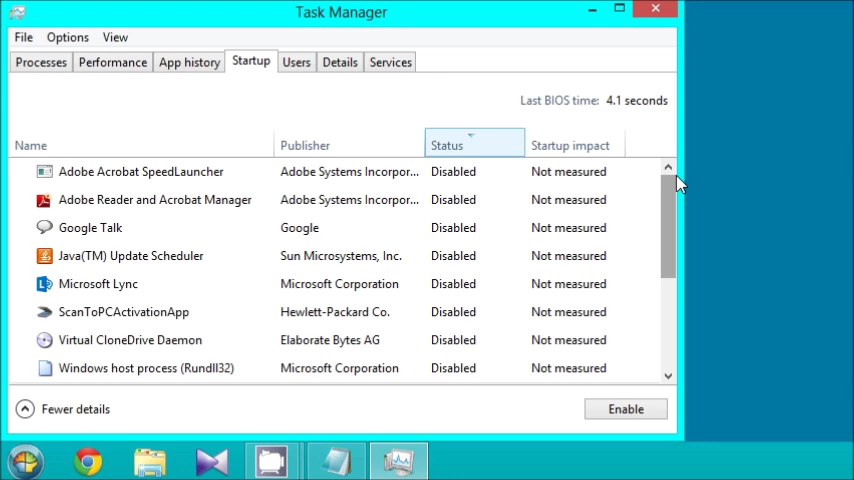 Task Manager
File Options View
Processes Performance App history Startup Users Details Services
Last BIOS time: 4.1 seconds
Name Publisher Status Startup impact
Adobe Acrobat SpeedLauncher Adobe Systems Incorpor... Disabled Not measured
Adobe Reader and Acrobat Manager Adobe Systems Incorpor... Disabled Not measured
Google Talk Google Disabled Not measured
Java(TM) Update Scheduler Sun Microsystems, Inc. Disabled Not measured
Microsoft Lync Microsoft Corporation Disabled Not measured
ScanToPCActivationApp Hewlett-Packard Co. Disabled Not measured
Virtual CloneDrive Daemon Elaborate Bytes AG Disabled Not measured
Windows host process (Rundll32) Microsoft Corporation Disabled Not measured
Fewer details Enable